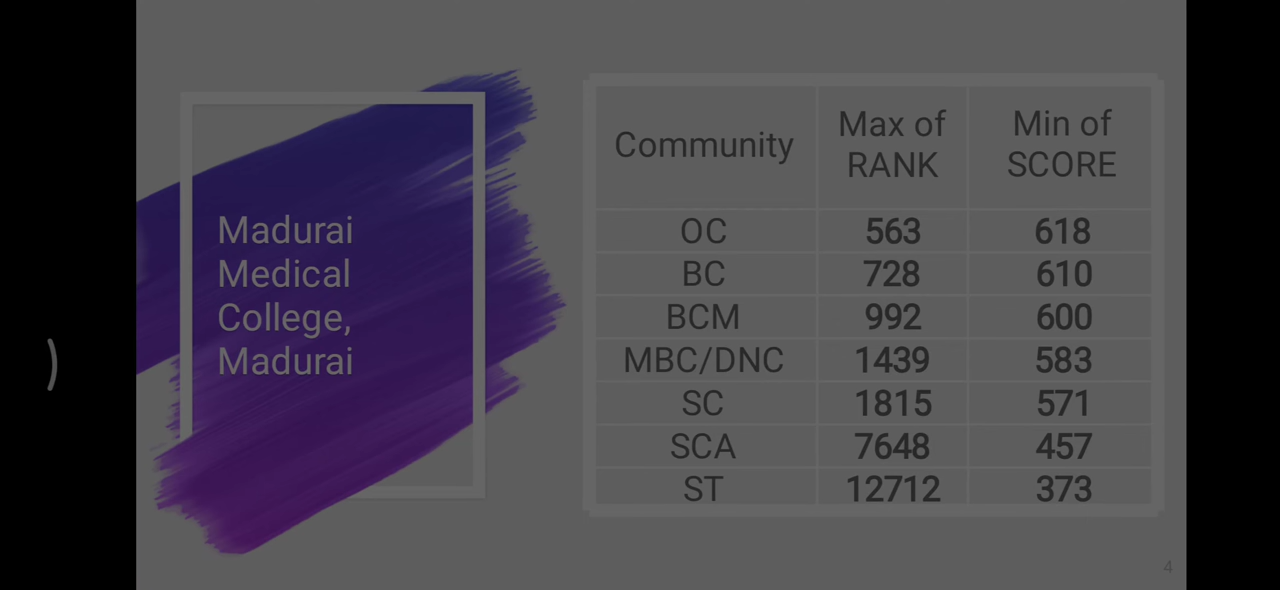 Madurai
Medical
College,
Madurai
Community Max of RANK Min of SCORE
OC 563 618
BC 728 610
BCM 992 600
MBC/DNC 1439 583
SC 1815 571
SCA 7648 457
ST 12712 373
4